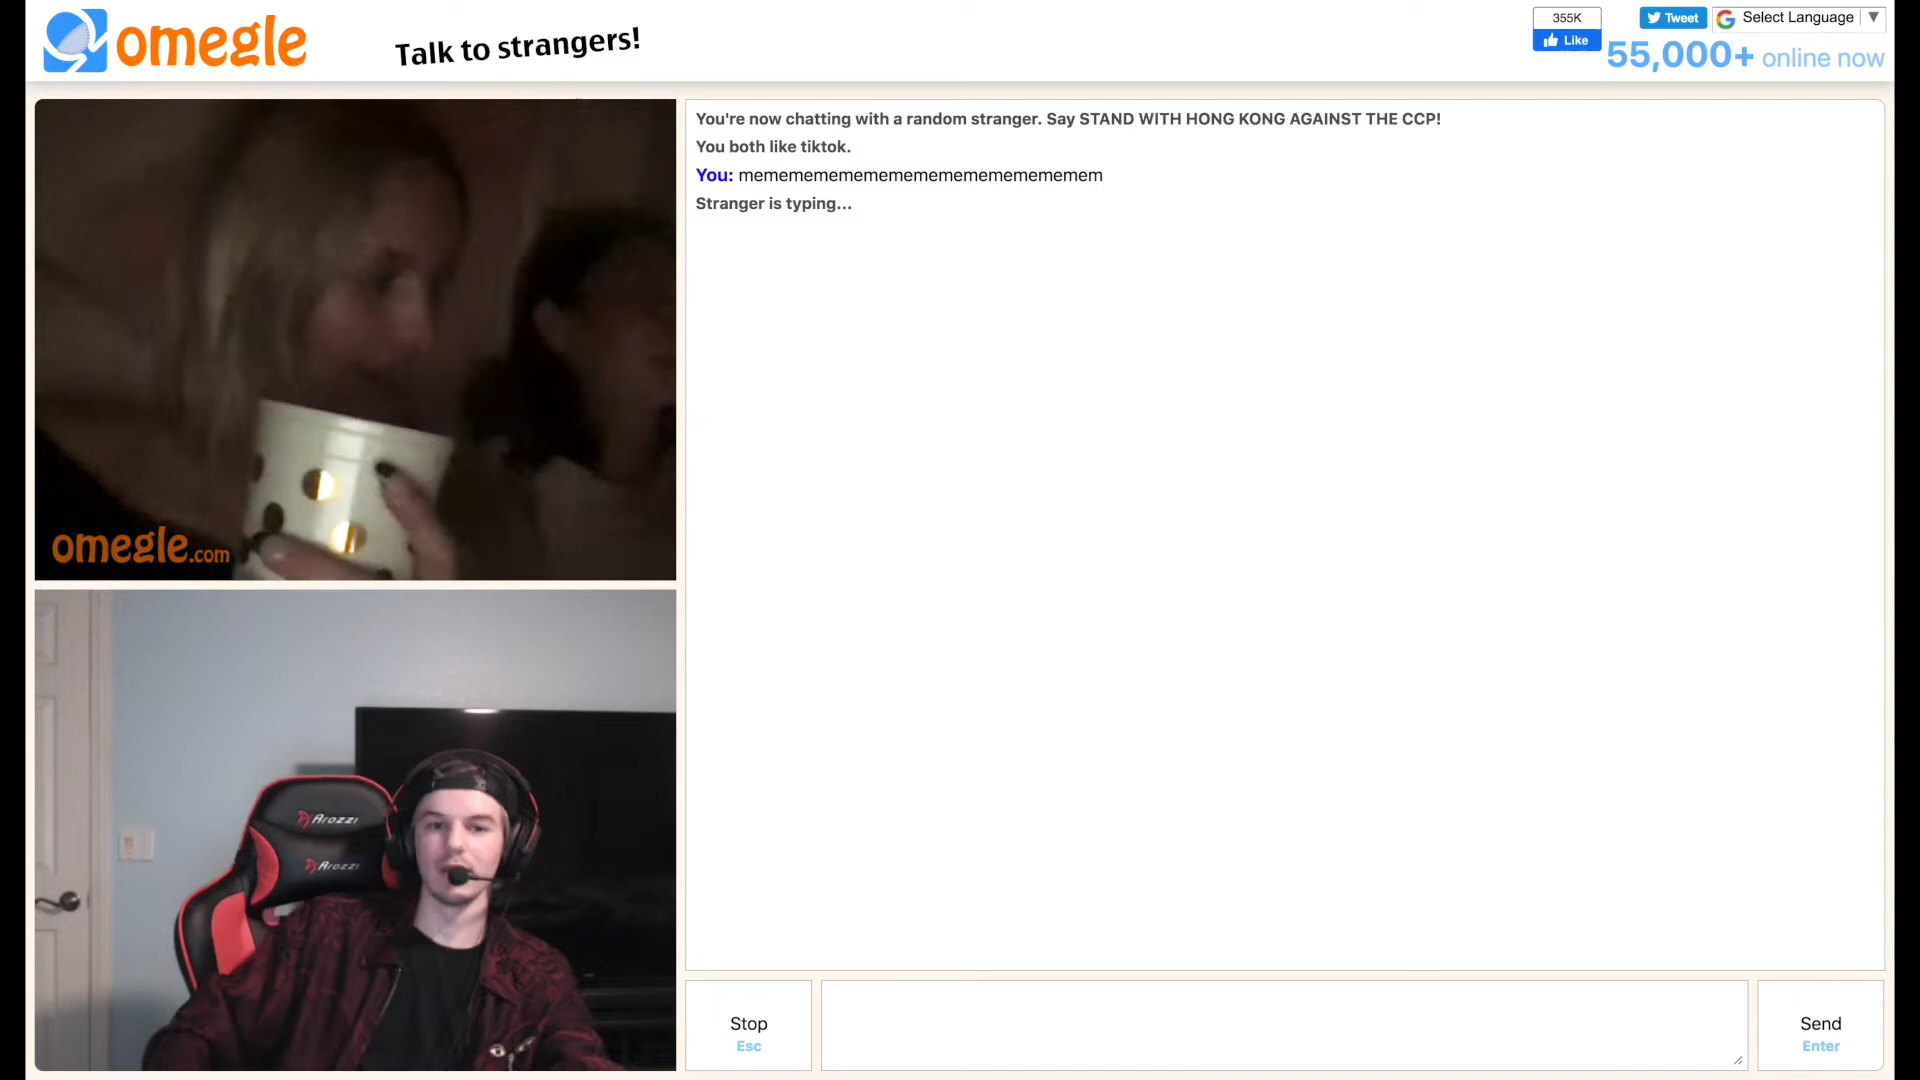 omegle
Talk to strangers!
355K
Like
Tweet
Select Language
55,000+ online now
You're now chatting with a random stranger. Say STAND WITH HONG KONG AGAINST THE CCP!
You both like tiktok.
You: mememememememememememememem
Stranger is typing...
omegle.com
Arozzi
Arozzi
Stop
Esc
Send
Enter